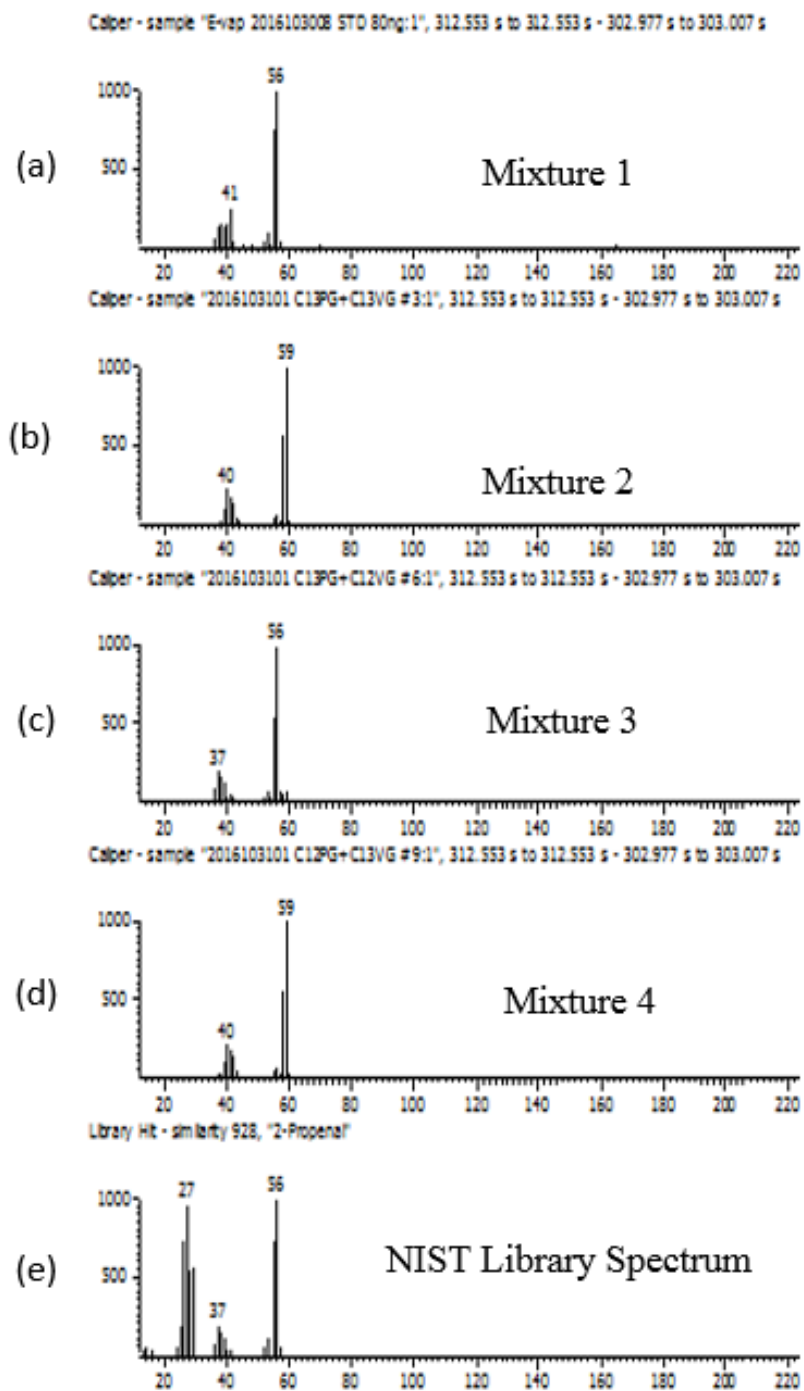 Caliper - sample "E-vap 2016103008 STD 80ng:1", 312.553 s to 312.553 s - 302.977 s to 303.007 s
56
1000
(a)
Mixture 1
500
41
20 40 60 80 100 120 140 160 180 200 220
Caliper - sample "2016103101 C13PG+C13VG #3:1", 312.553 s to 312.553 s - 302.977 s to 303.007 s
59
1000
(b)
500
40
Mixture 2
20 40 60 80 100 120 140 160 180 200 220
Caliper - sample "2016103101 C13PG+C12VG #6:1", 312.553 s to 312.553 s - 302.977 s to 303.007 s
56
1000
(c)
500
Mixture 3
37
20 40 60 80 100 120 140 160 180 200 220
Caliper - sample "2016103101 C12PG+C13VG #9:1", 312.553 s to 312.553 s - 302.977 s to 303.007 s
59
1000
(d)
500
Mixture 4
40
20 40 60 80 100 120 140 160 180 200 220
Library Hit - similarity 928, "2-Propenal"
27 56
1000
(e)
NIST Library Spectrum
500
37
20 40 60 80 100 120 140 160 180 200 220